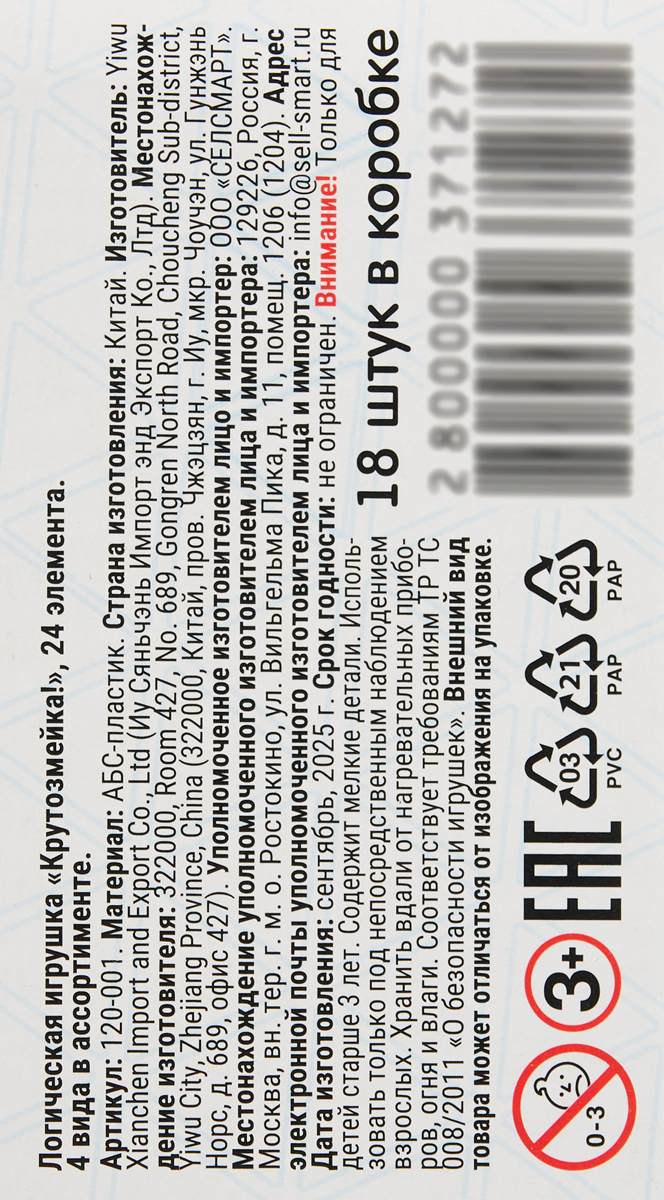 Логическая игрушка «Крутозмейка!», 24 элемента.
4 вида в ассортименте.
Артикул: 120-001. Материал: АБС-пластик. Страна изготовления: Китай. Изготовитель: Yiwu
Xianchen Import and Export Co., Ltd (Иу Сяньчэнь Импорт энд Экспорт Ко., Лтд). Местонахож-
дение изготовителя: 322000, Room 427, No. 689, Gongren North Road, Choucheng Sub-district,
Yiwu City, Zhejiang Province, China (322000, Китай, пров. Чжэцзян, г. Иу, мкр. Чоучэн, ул. Гунжэнь
Норс, д. 689, офис 427). Уполномоченное изготовителем лицо и импортер: ООО «СЕЛСМАРТ».
Местонахождение уполномоченного изготовителем лица и импортера: 129226, Россия, г.
Москва, вн. тер. г. м. о. Ростокино, ул. Вильгельма Пика, д. 11, помещ. 1206 (1204). Адрес
электронной почты уполномоченного изготовителем лица и импортера: info@sell-smart.ru
Дата изготовления: сентябрь, 2025 г. Срок годности: не ограничен. Внимание! Только для
детей старше 3 лет. Содержит мелкие детали. Исполь-
зовать только под непосредственным наблюдением
взрослых. Хранить вдали от нагревательных прибо-
ров, огня и влаги. Соответствует требованиям ТР ТС
008/2011 «О безопасности игрушек». Внешний вид
товара может отличаться от изображения на упаковке.
18 штук в коробке
2 800000 371272
0-3
3+
EAC
03
PVC
21
PAP
20
PAP